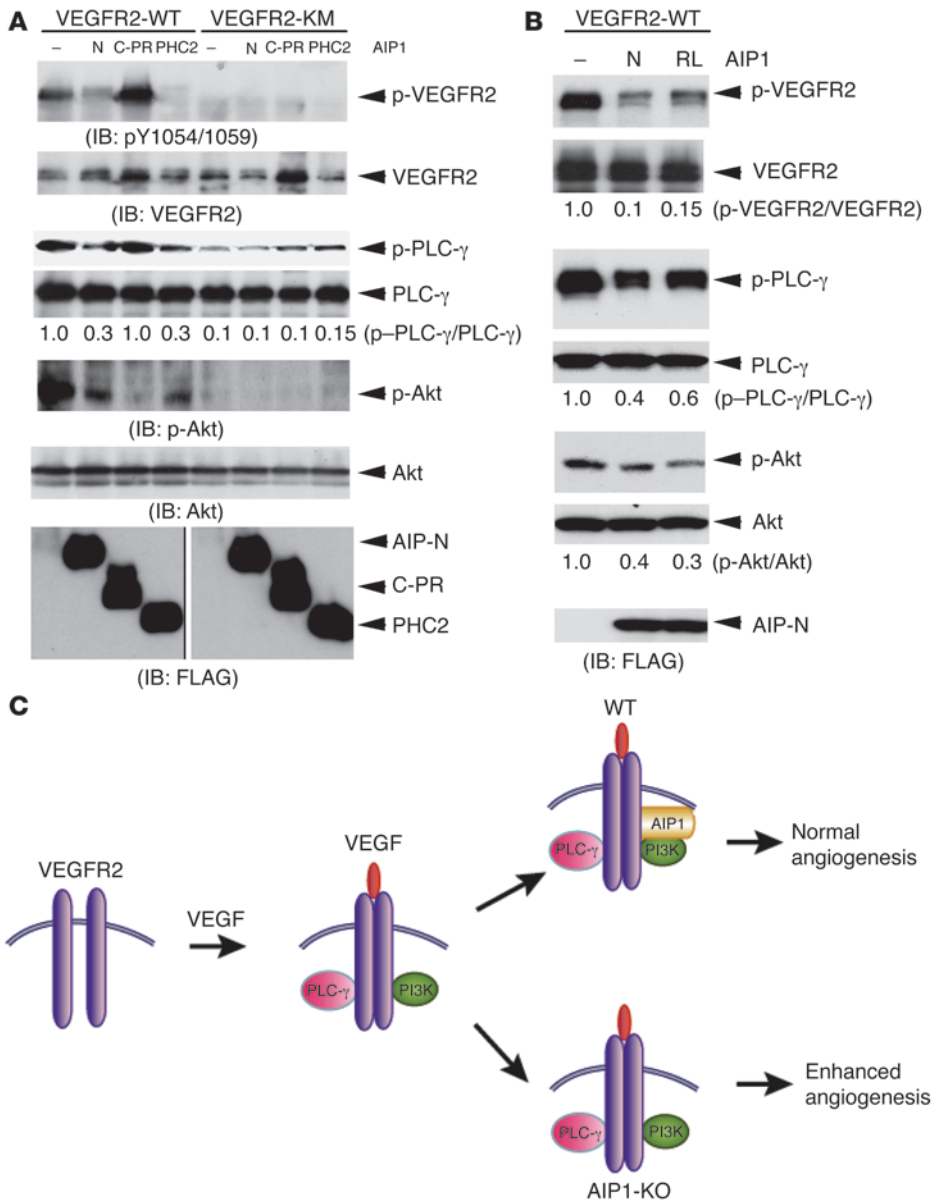 A
VEGFR2-WT VEGFR2-KM
– N C-PR PHC2 – N C-PR PHC2 AIP1
p-VEGFR2
(IB: pY1054/1059)
VEGFR2
(IB: VEGFR2)
p-PLC-γ
PLC-γ
1.0 0.3 1.0 0.3 0.1 0.1 0.1 0.15 (p–PLC-γ/PLC-γ)
p-Akt
(IB: p-Akt)
Akt
(IB: Akt)
AIP-N
C-PR
PHC2
(IB: FLAG)
B
VEGFR2-WT
– N RL AIP1
p-VEGFR2
VEGFR2
1.0 0.1 0.15 (p-VEGFR2/VEGFR2)
p-PLC-γ
PLC-γ
1.0 0.4 0.6 (p–PLC-γ/PLC-γ)
p-Akt
Akt
1.0 0.4 0.3 (p-Akt/Akt)
AIP-N
(IB: FLAG)
C
VEGFR2
VEGF
VEGF
PLC-γ PI3K
WT
AIP1
PLC-γ PI3K
Normal
angiogenesis
PLC-γ PI3K
AIP1-KO
Enhanced
angiogenesis